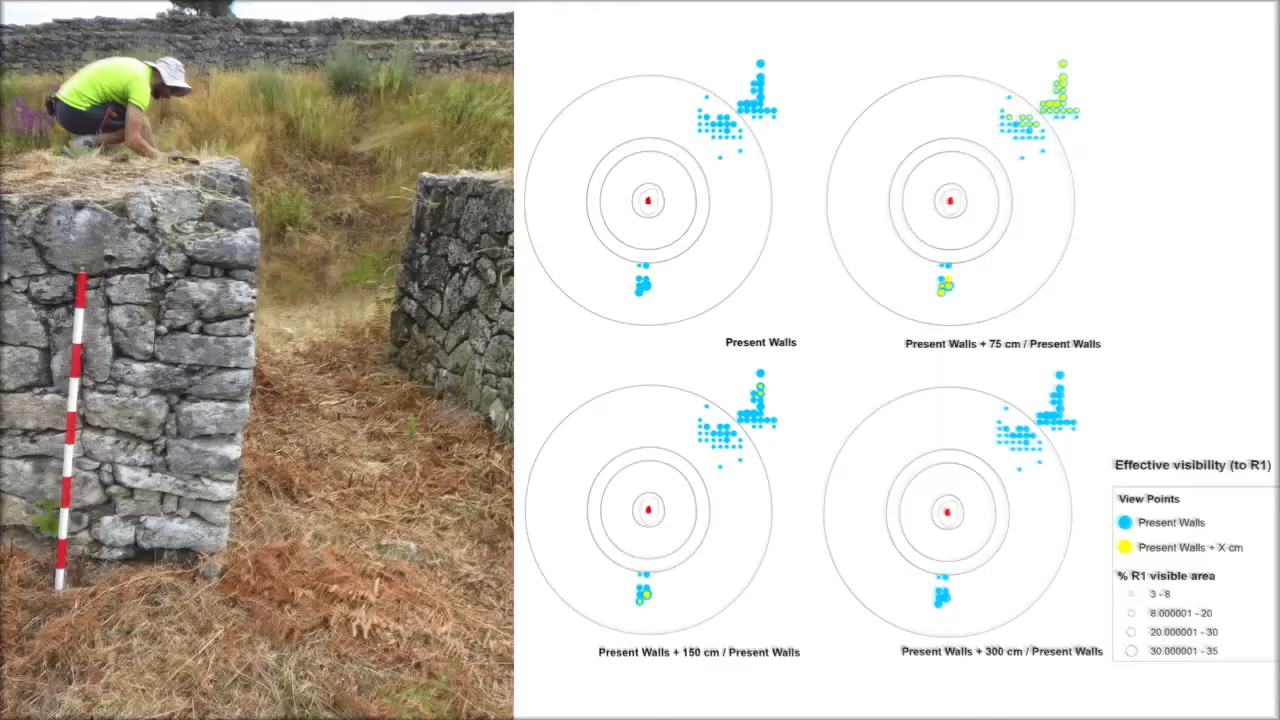 Present Walls
Present Walls + 75 cm / Present Walls
Present Walls + 150 cm / Present Walls
Present Walls + 300 cm / Present Walls
Effective visibility (to R1)
View Points
Present Walls
Present Walls + X cm
% R1 visible area
3 - 8
8.000001 - 20
20.000001 - 30
30.000001 - 35